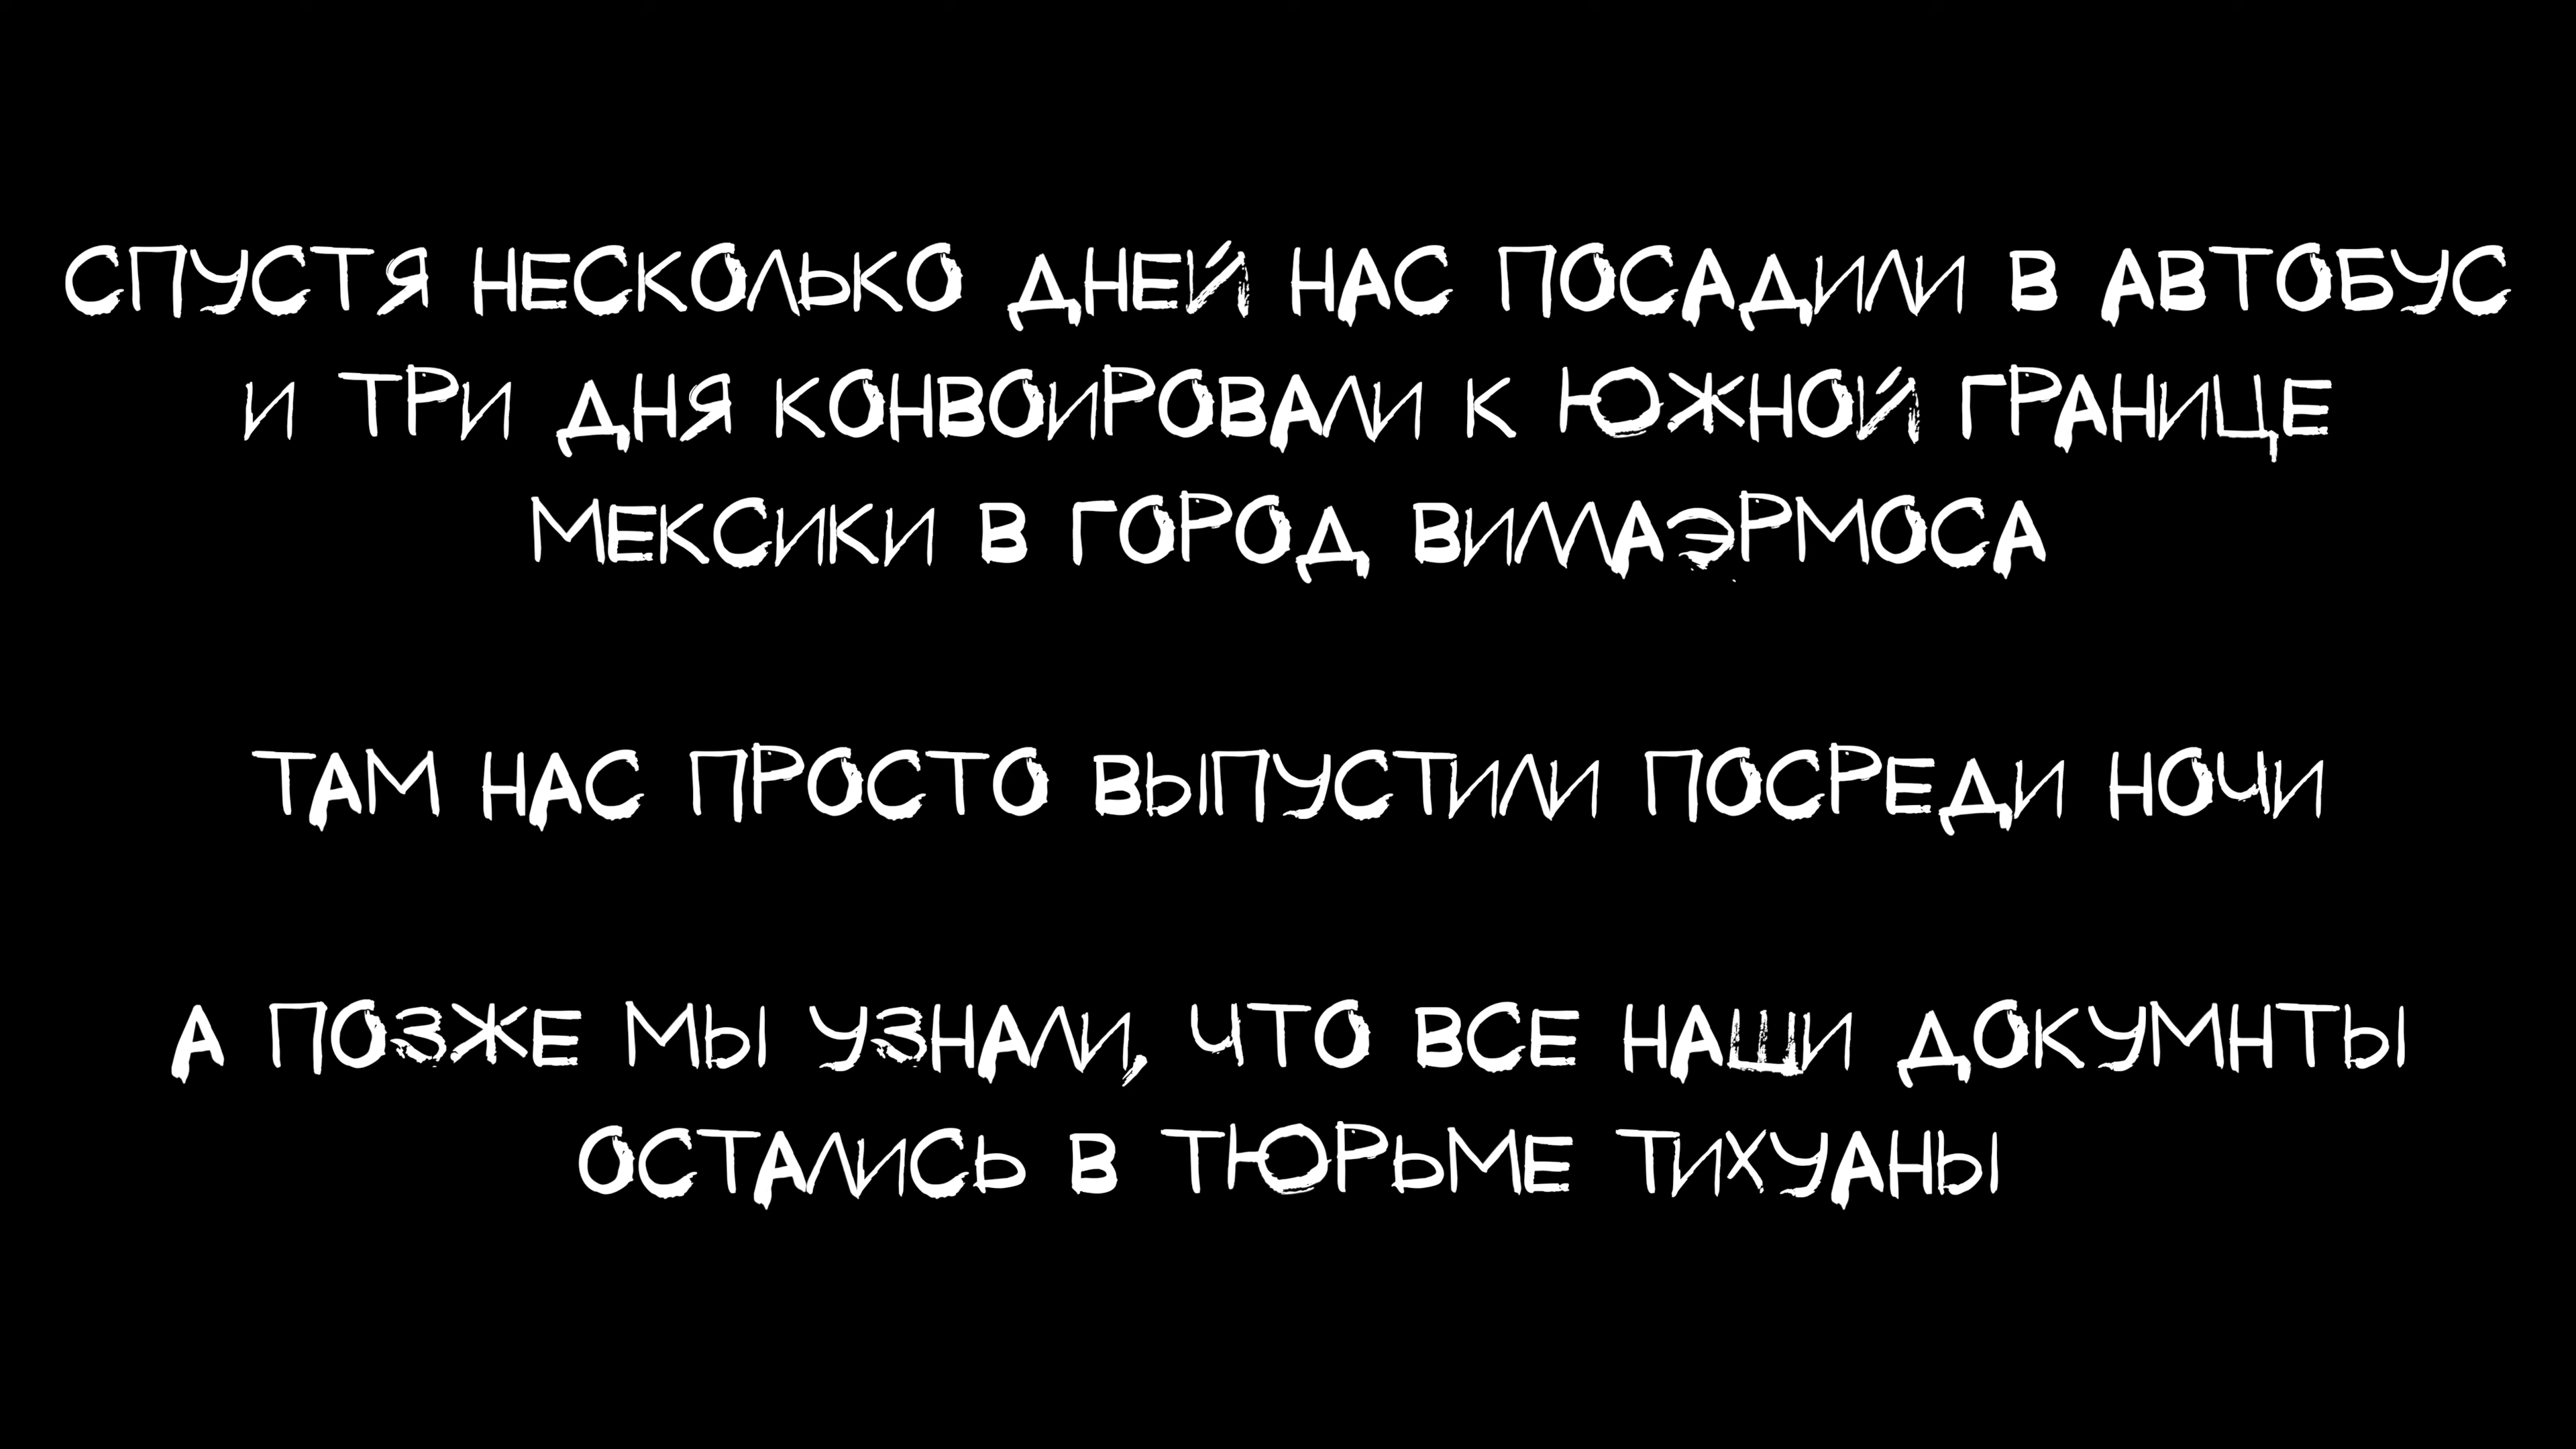 СПУСТЯ НЕСКОЛЬКО ДНЕЙ НАС ПОСАДИЛИ В АВТОБУС
И ТРИ ДНЯ КОНВОИРОВАЛИ К ЮЖНОЙ ГРАНИЦЕ
МЕКСИКИ В ГОРОД ВИЛЛАЭРМОСА
ТАМ НАС ПРОСТО ВЫПУСТИЛИ ПОСРЕДИ НОЧИ
А ПОЗЖЕ МЫ УЗНАЛИ, ЧТО ВСЕ НАШИ ДОКУМНТЫ
ОСТАЛИСЬ В ТЮРЬМЕ ТИХУАНЫ